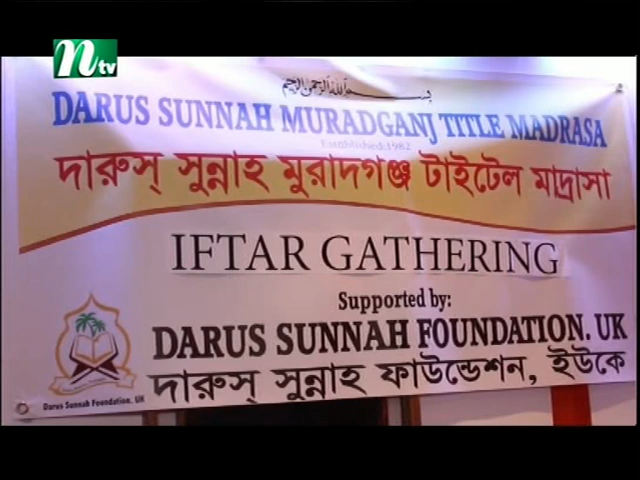 ntv
بسم الله الرحمن الرحيم
DARUS SUNNAH MURADGANJ TITLE MADRASA
Established:1982
দারুস্ সুন্নাহ মুরাদগঞ্জ টাইটেল মাদ্রাসা
IFTAR GATHERING
Supported by:
DARUS SUNNAH FOUNDATION. UK
দারুস্ সুন্নাহ ফাউন্ডেশন, ইউকে
Darus Sunnah Foundation. UK